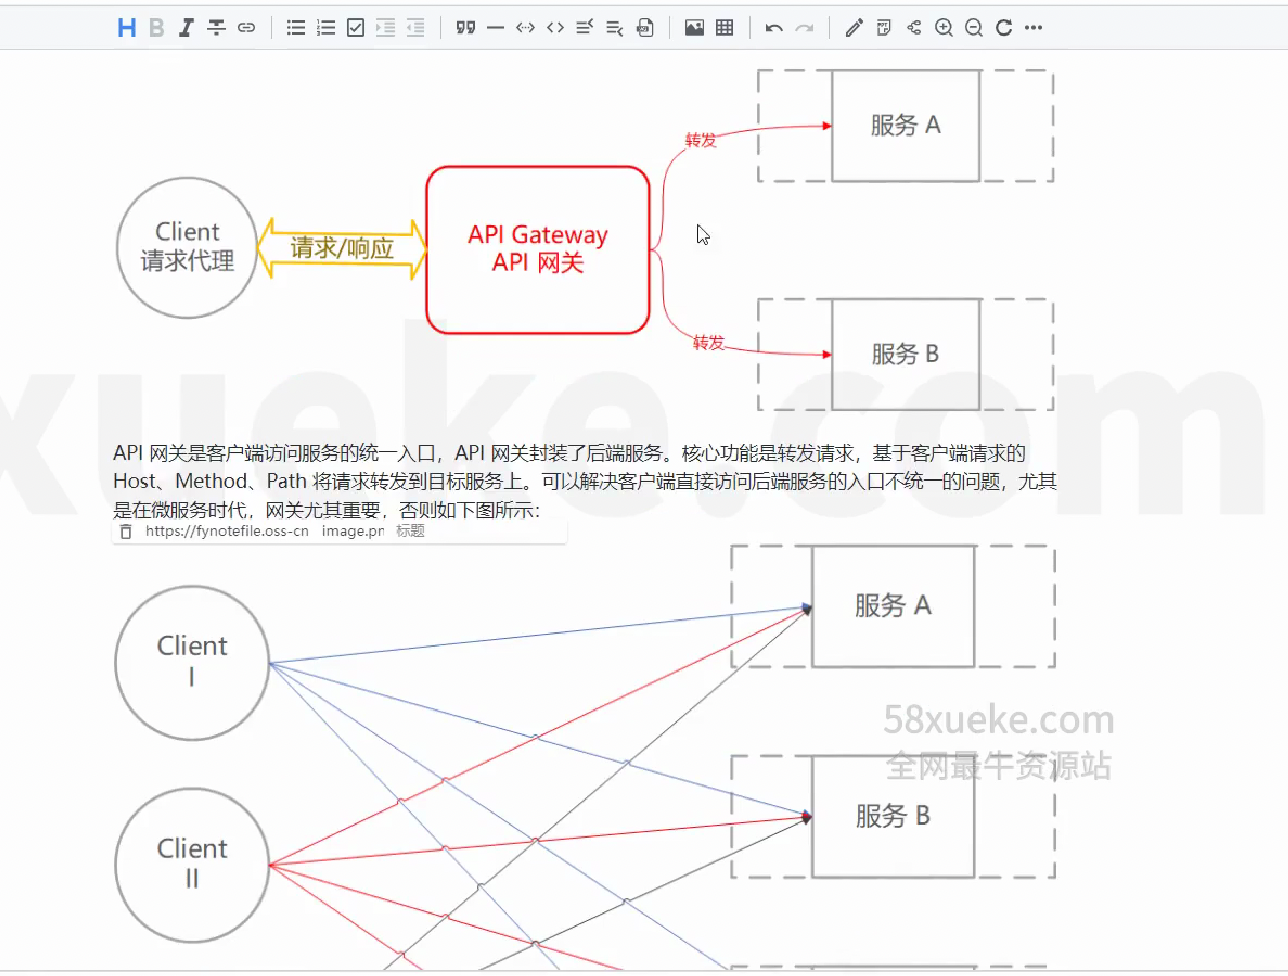 服务 A
转发
Client
请求代理
请求/响应
API Gateway
API 网关
转发
服务 B
xueke.com
API 网关是客户端访问服务的统一入口，API 网关封装了后端服务。核心功能是转发请求，基于客户端请求的
Host、Method、Path 将请求转发到目标服务上。可以解决客户端直接访问后端服务的入口不统一的问题，尤其
是在微服务时代，网关尤其重要，否则如下图所示：
https://fynotefile.oss-cn image.pn 标题
服务 A
Client
I
58xueke.com
全网最牛资源站
服务 B
Client
II